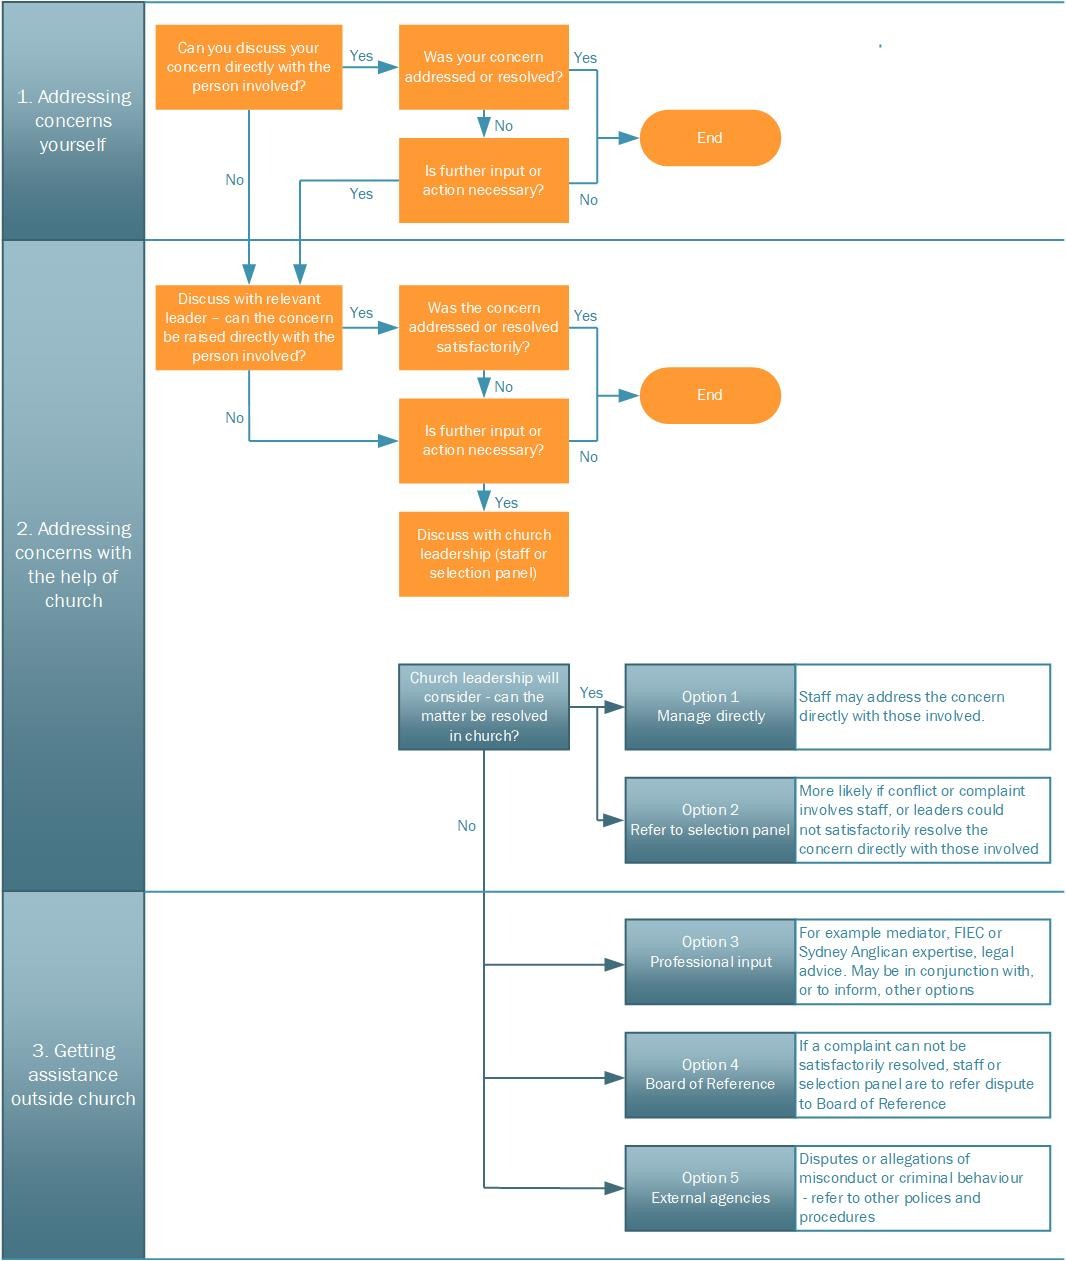 1. Addressing
concerns
yourself
Can you discuss your
concern directly with the
person involved?
Yes
Was your concern
addressed or resolved?
Yes
No
End
No
Is further input or
action necessary?
Yes
No
2. Addressing
concerns with
the help of
church
Discuss with relevant
leader – can the concern
be raised directly with the
person involved?
Yes
Was the concern
addressed or resolved
satisfactorily?
Yes
No
End
No
Is further input or
action necessary?
No
Yes
Discuss with church
leadership (staff or
selection panel)
Church leadership will
consider - can the
matter be resolved
in church?
Yes
Option 1
Manage directly
Staff may address the concern
directly with those involved.
Option 2
Refer to selection panel
More likely if conflict or complaint
involves staff, or leaders could
not satisfactorily resolve the
concern directly with those involved
No
3. Getting
assistance
outside church
Option 3
Professional input
For example mediator, FIEC or
Sydney Anglican expertise, legal
advice. May be in conjunction with,
or to inform, other options
Option 4
Board of Reference
If a complaint can not be
satisfactorily resolved, staff or
selection panel are to refer dispute
to Board of Reference
Option 5
External agencies
Disputes or allegations of
misconduct or criminal behaviour
- refer to other polices and
procedures